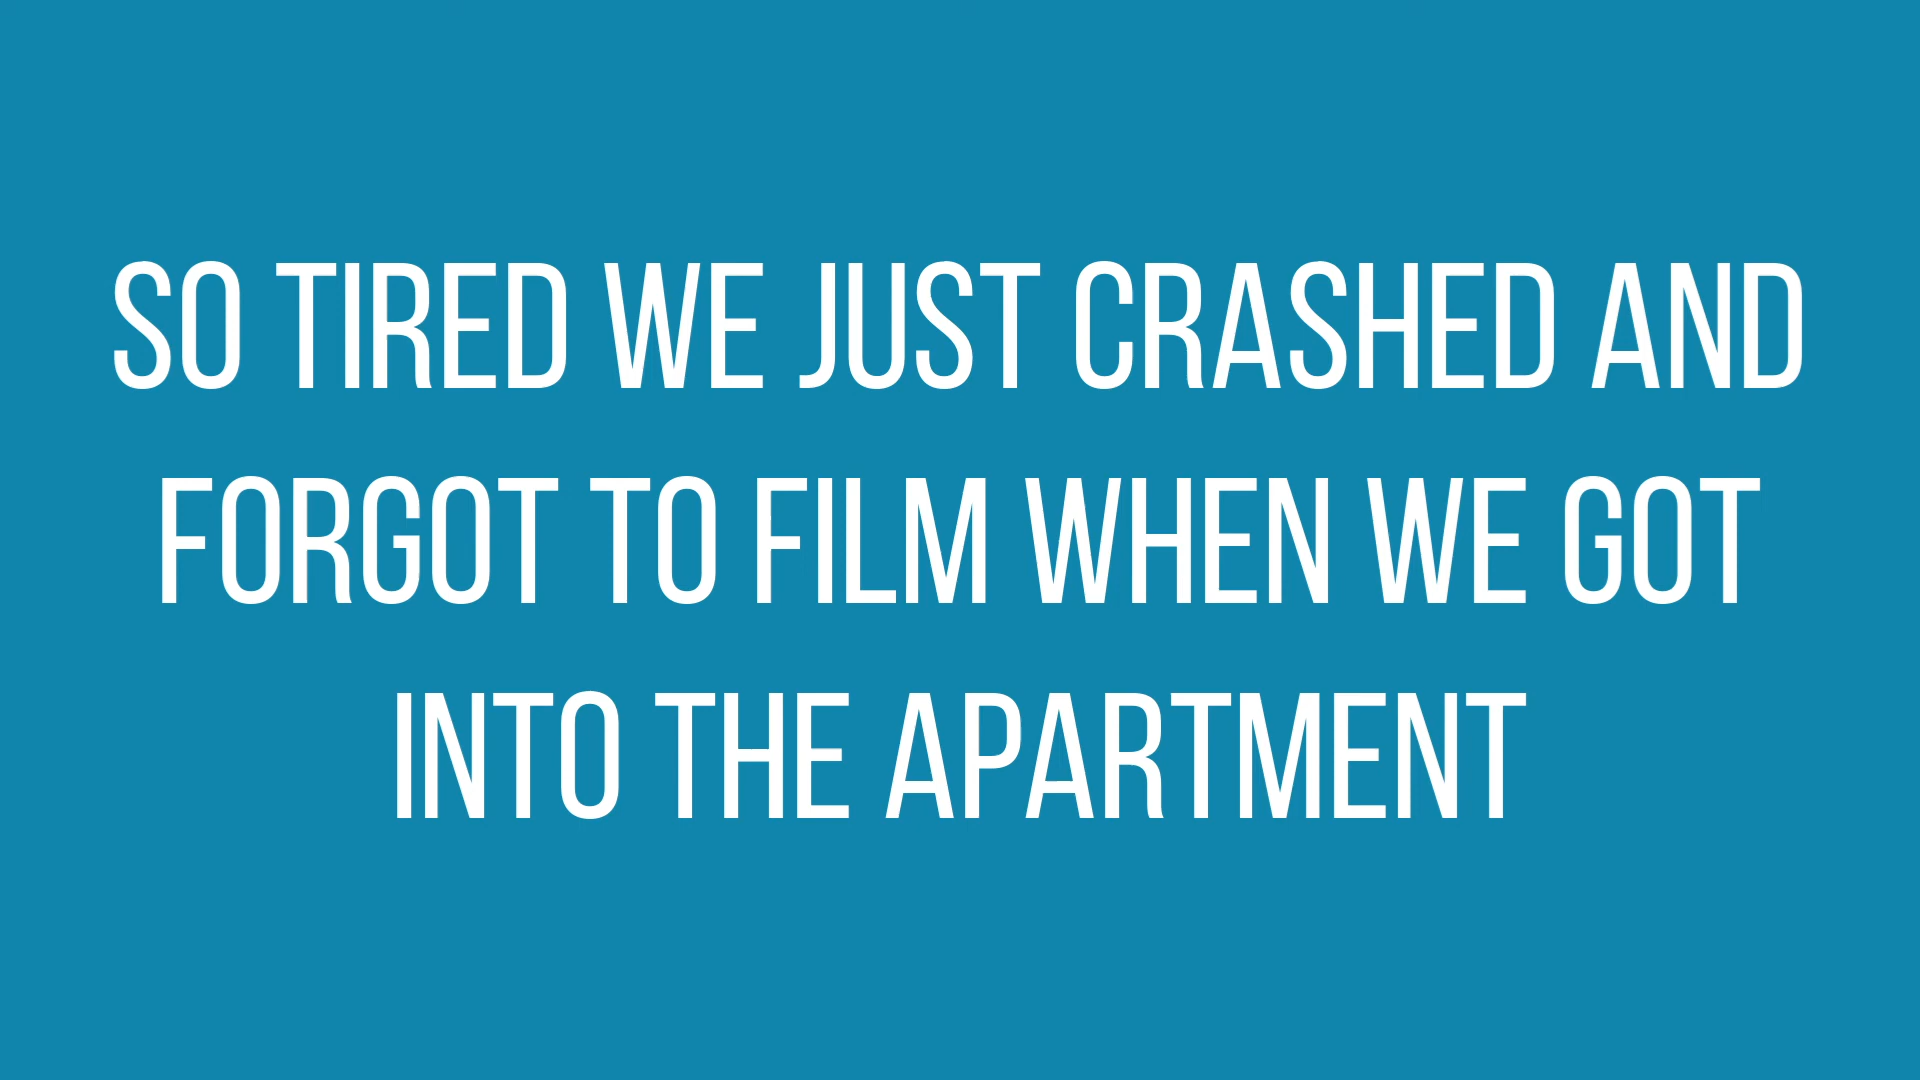 SO TIRED WE JUST CRASHED AND
FORGOT TO FILM WHEN WE GOT
INTO THE APARTMENT